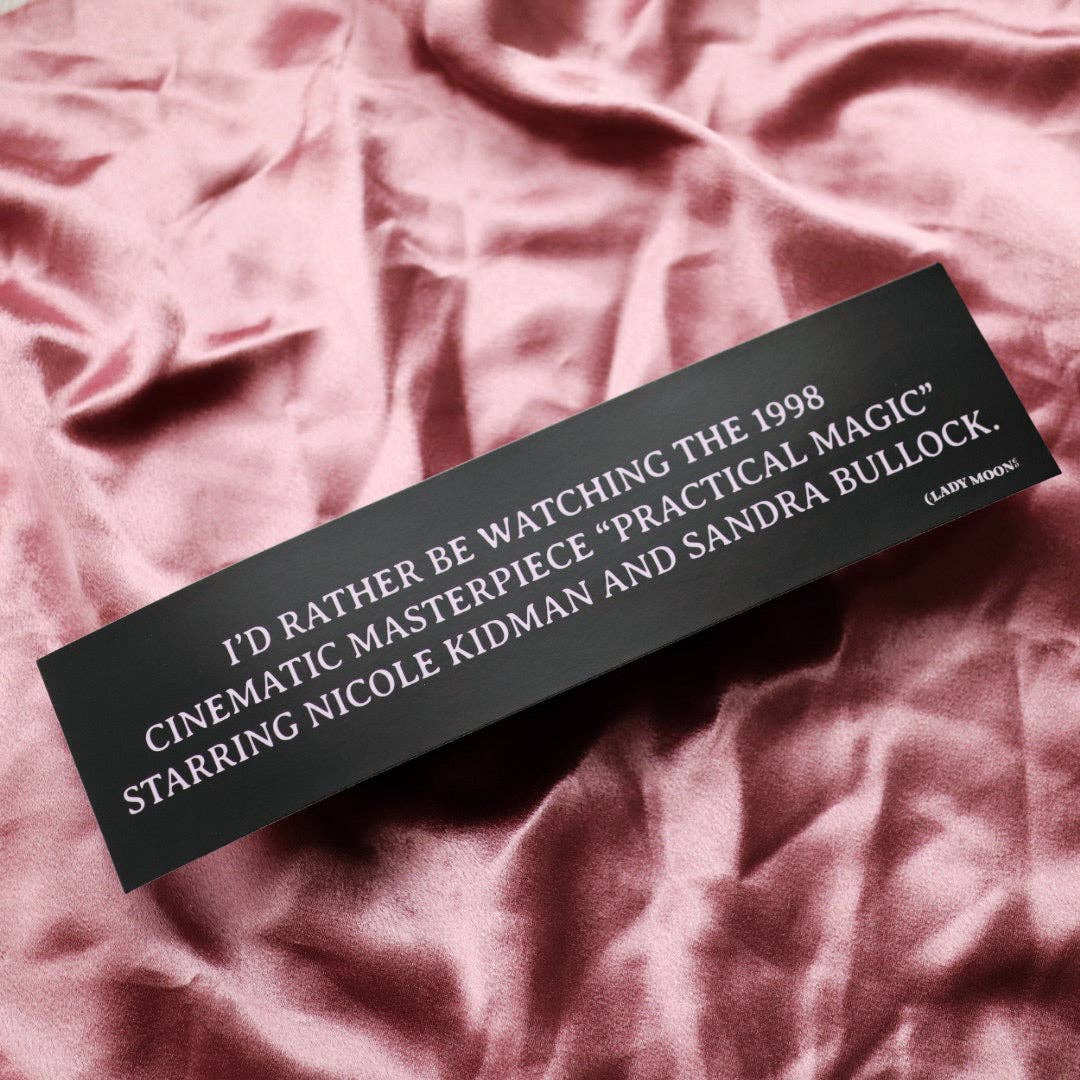 I’D RATHER BE WATCHING THE 1998
CINEMATIC MASTERPIECE “PRACTICAL MAGIC”
STARRING NICOLE KIDMAN AND SANDRA BULLOCK.
(LADY MOON